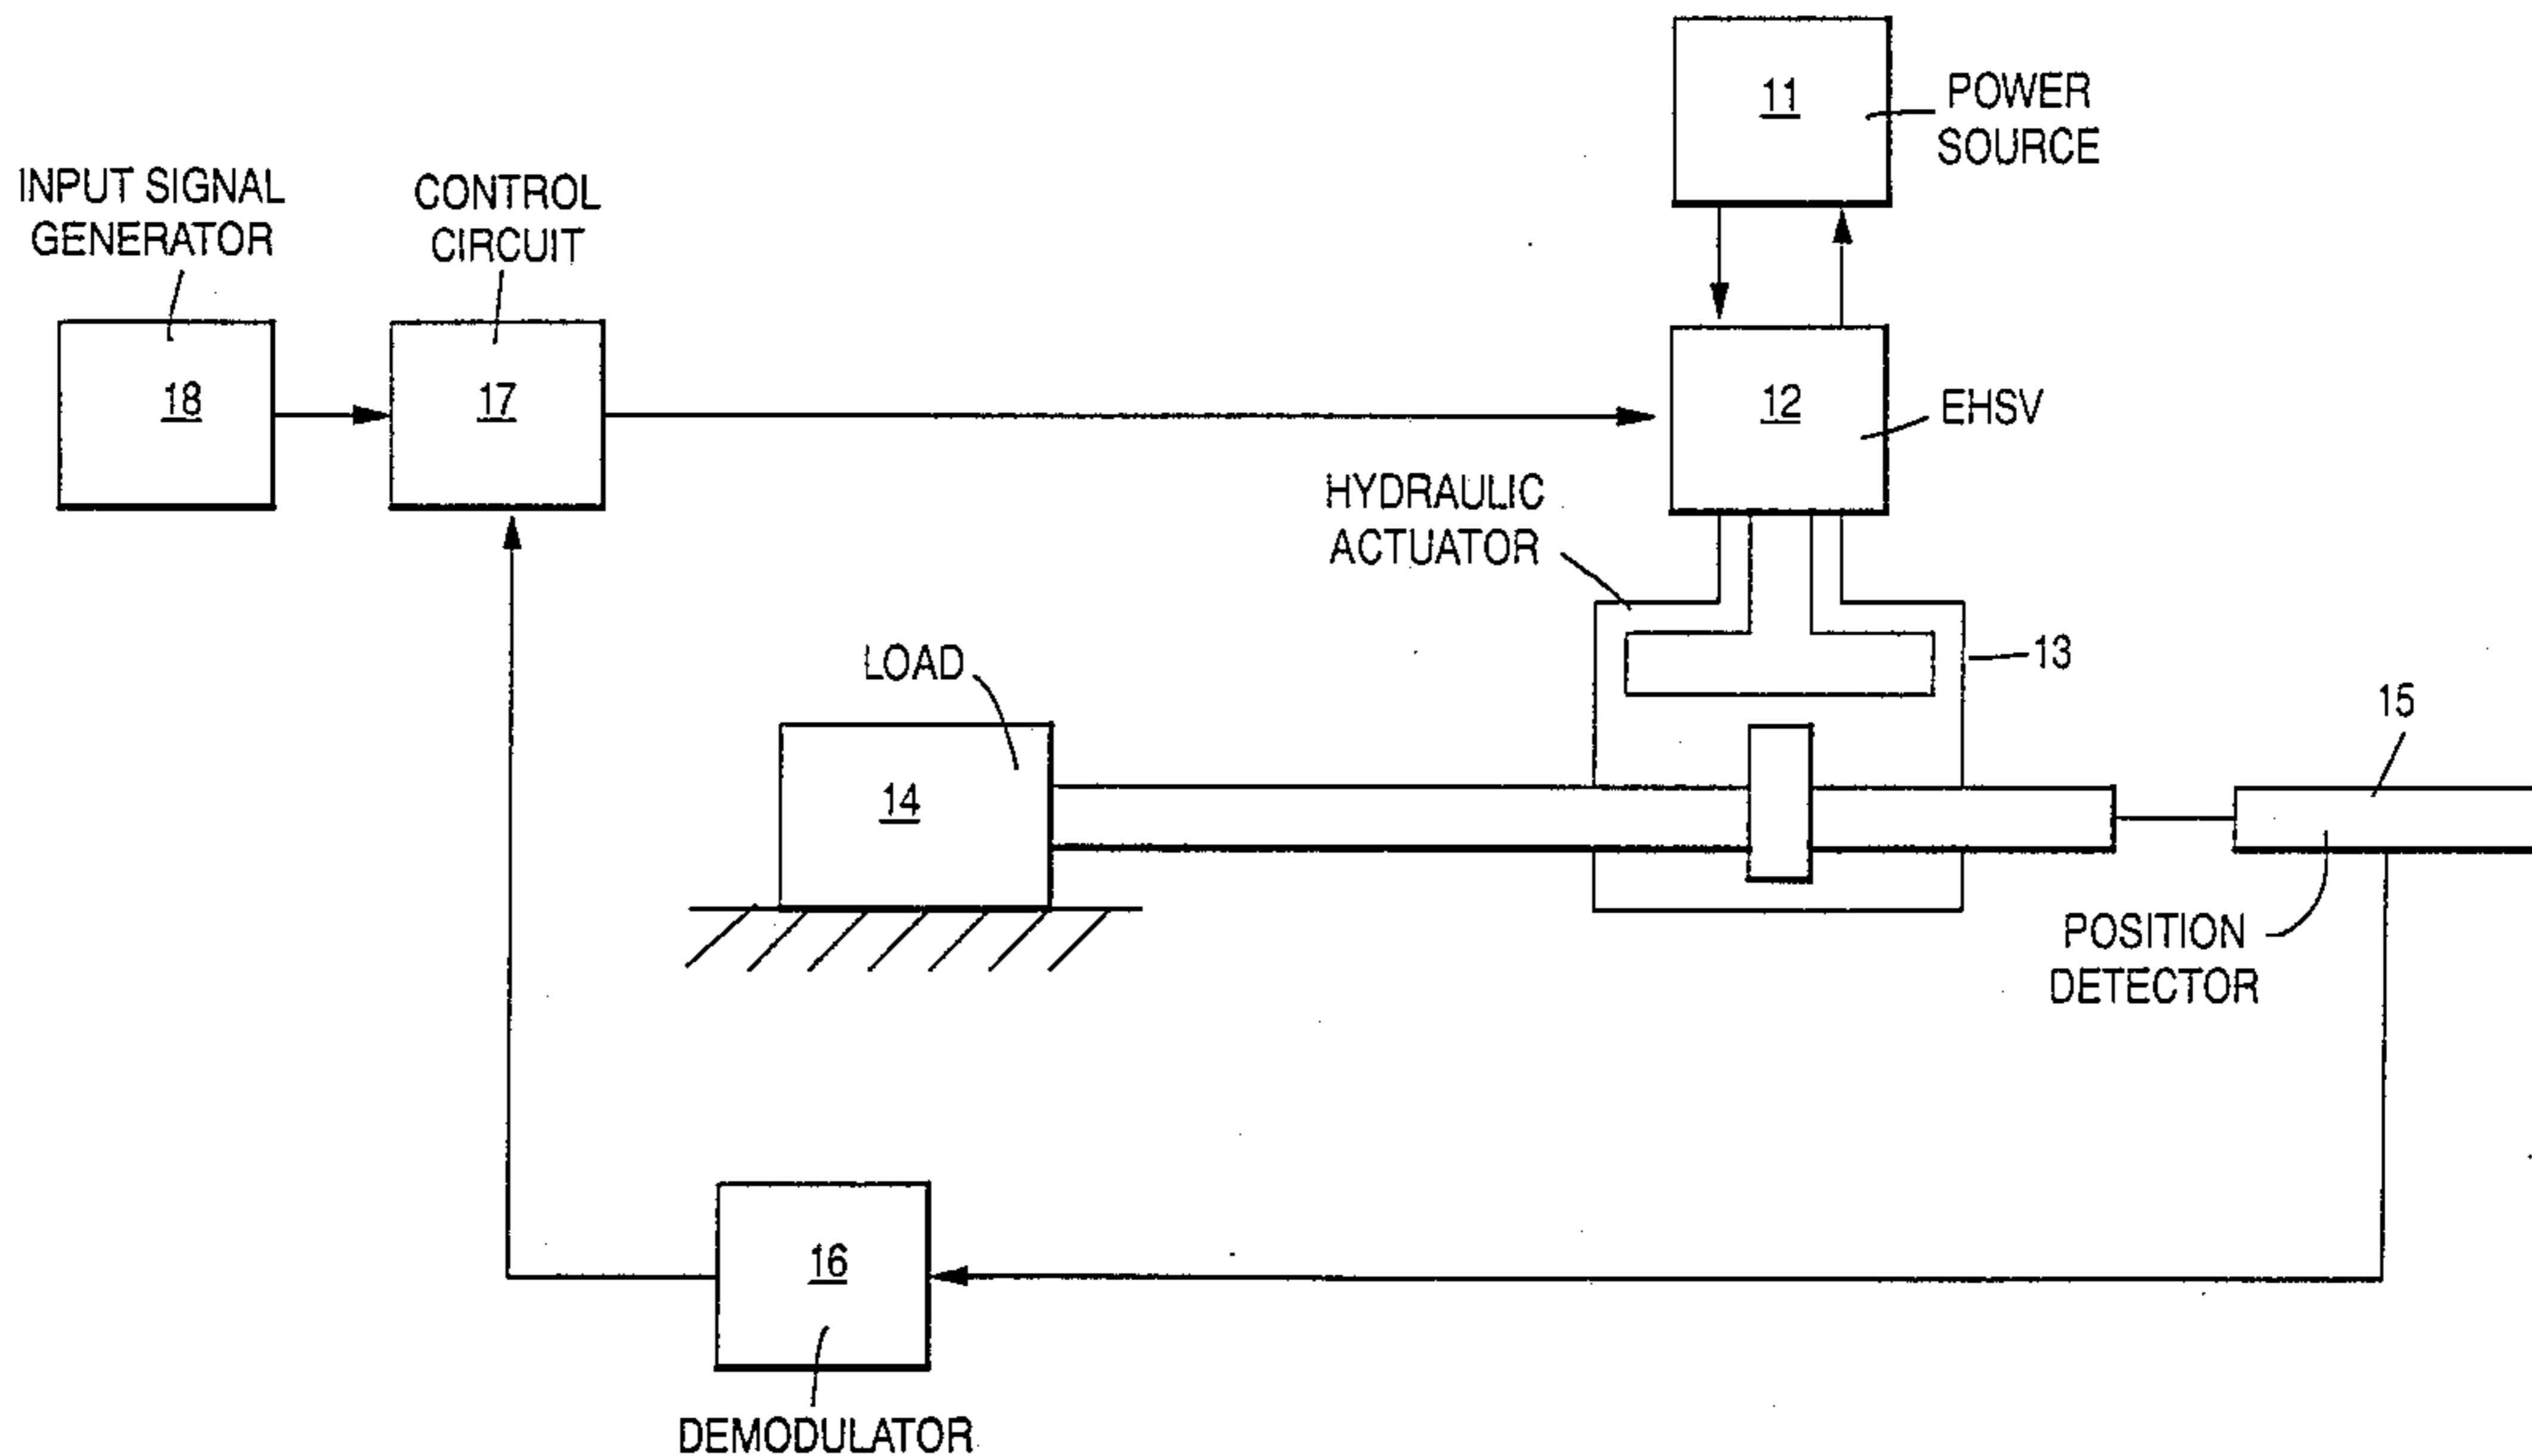 11
POWER
SOURCE
INPUT SIGNAL
GENERATOR
CONTROL
CIRCUIT
18
17
12
EHSV
HYDRAULIC
ACTUATOR
13
LOAD
15
14
POSITION
DETECTOR
16
DEMODULATOR